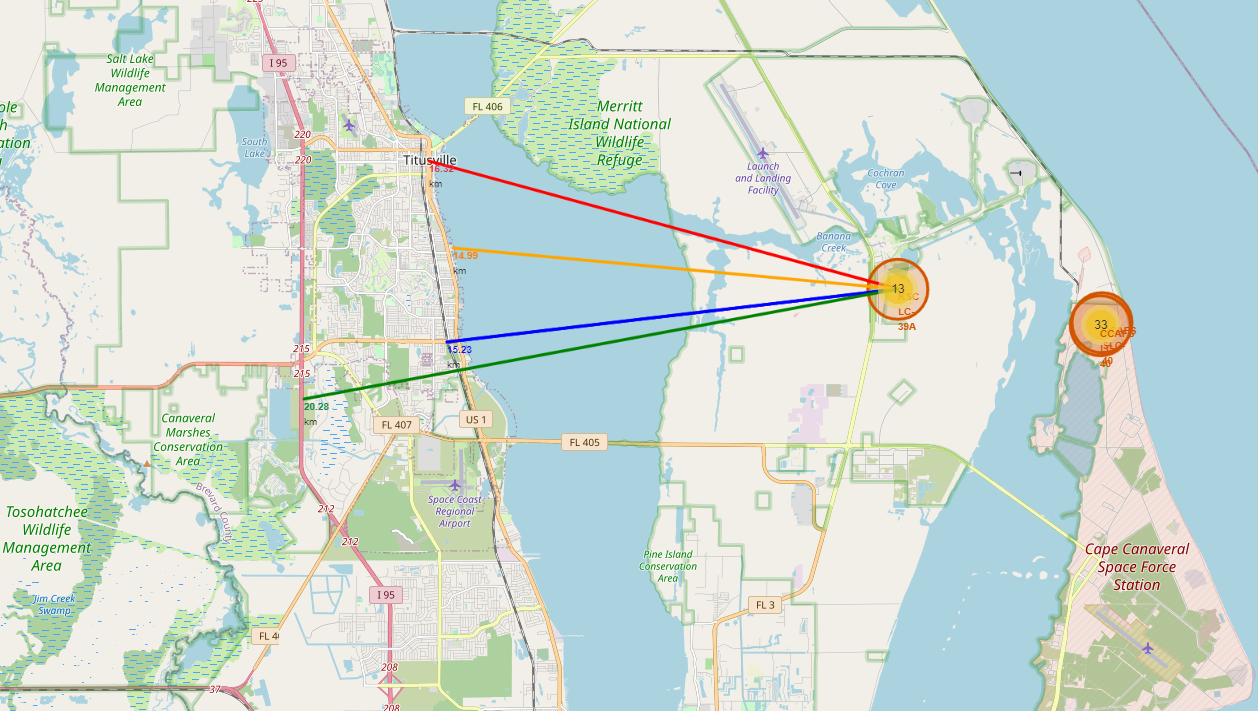 I 95
Salt Lake
Wildlife
Management
Area
FL 406
Merritt
Island National
Wildlife
Refuge
220
220
South
Lake
Titusville
16.32
km
Launch
and Landing
Facility
Cochran
Cove
Banana
Creek
14.99
km
13
LC-
39A
33
215
215
15.23
km
20.28
km
Canaveral
Marshes
Conservation
Area
FL 407
US 1
FL 405
Brevard County
Space Coast
Regional
Airport
212
212
Tosohatchee
Wildlife
Management
Area
Jim Creek
Swamp
Pine Island
Conservation
Area
Cape Canaveral
Space Force
Station
I 95
FL 3
FL 4
208
208
37